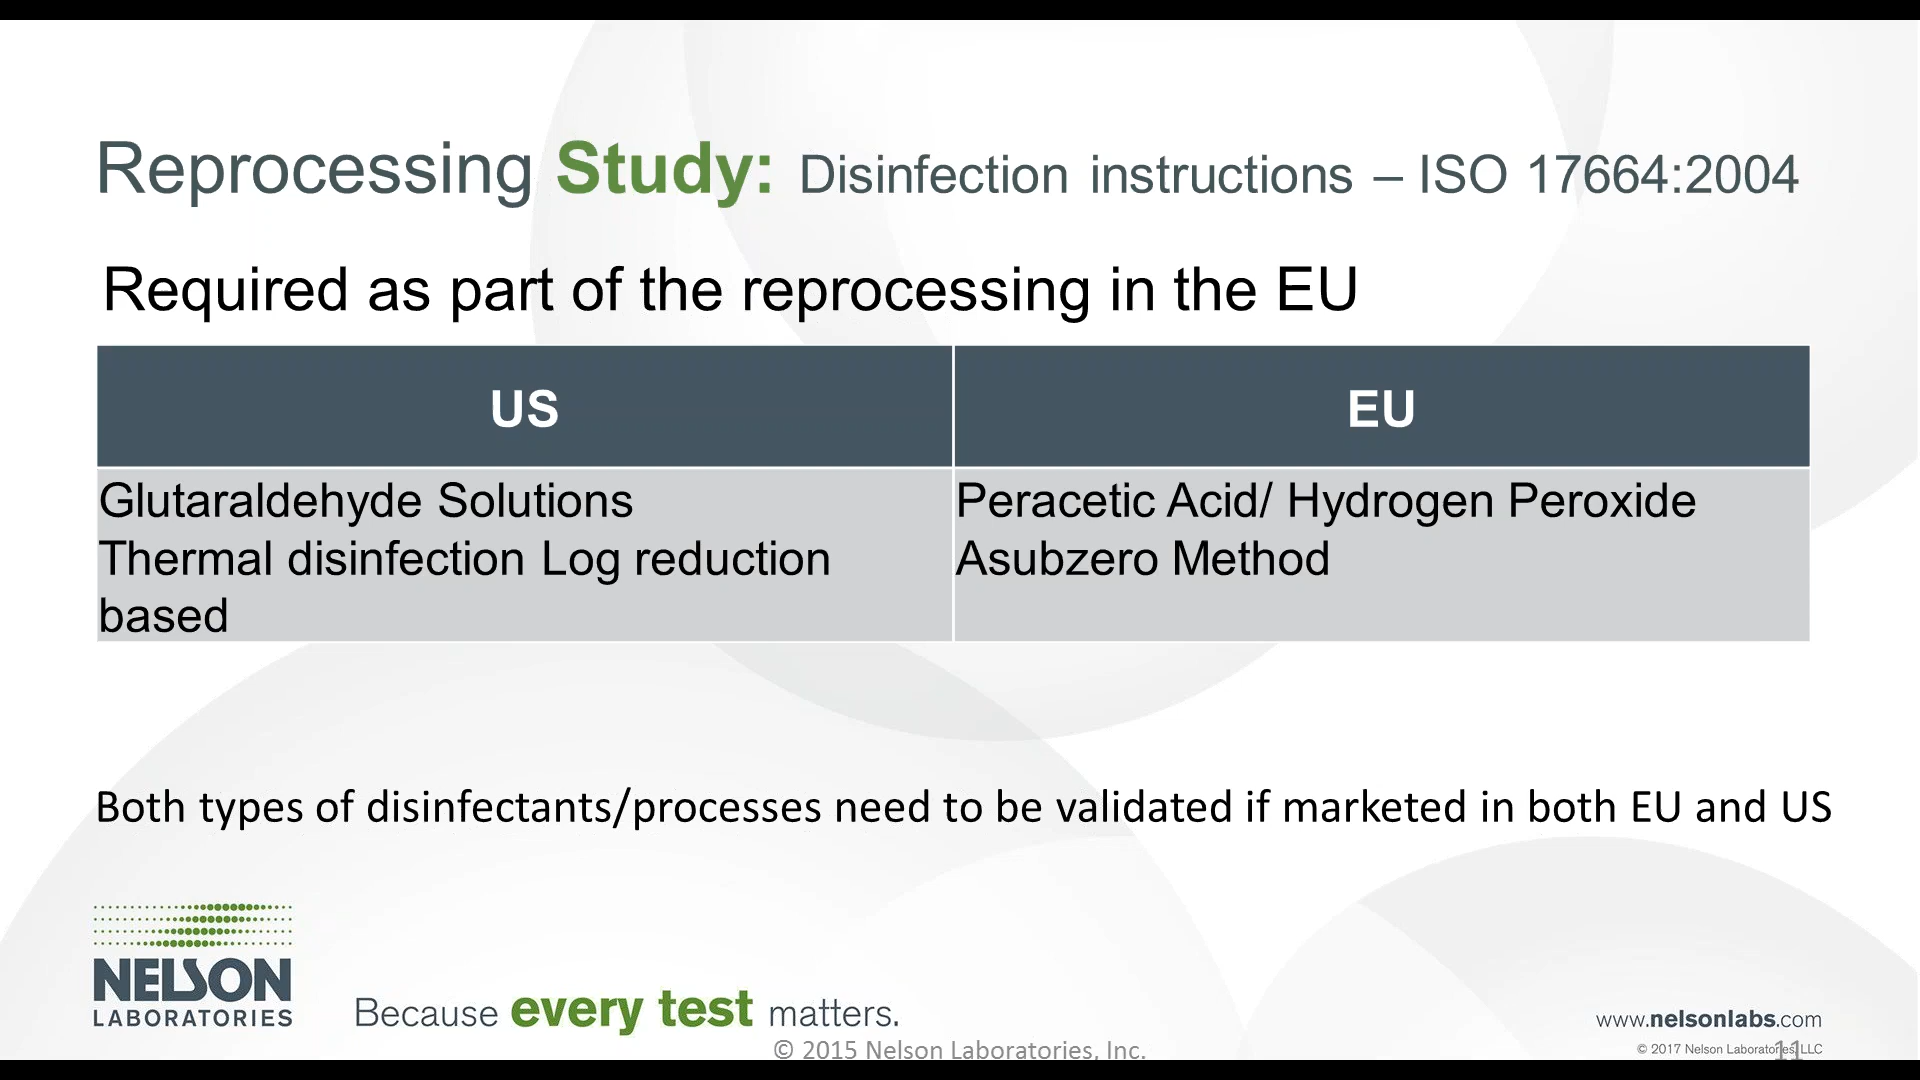 Reprocessing Study: Disinfection instructions – ISO 17664:2004
Required as part of the reprocessing in the EU
US
EU
Glutaraldehyde Solutions
Thermal disinfection Log reduction
based
Peracetic Acid/ Hydrogen Peroxide
Asubzero Method
Both types of disinfectants/processes need to be validated if marketed in both EU and US
NELSON
LABORATORIES
Because every test matters.
www.nelsonlabs.com
© 2015 Nelson Laboratories, Inc.
© 2017 Nelson Laboratories, LLC
11